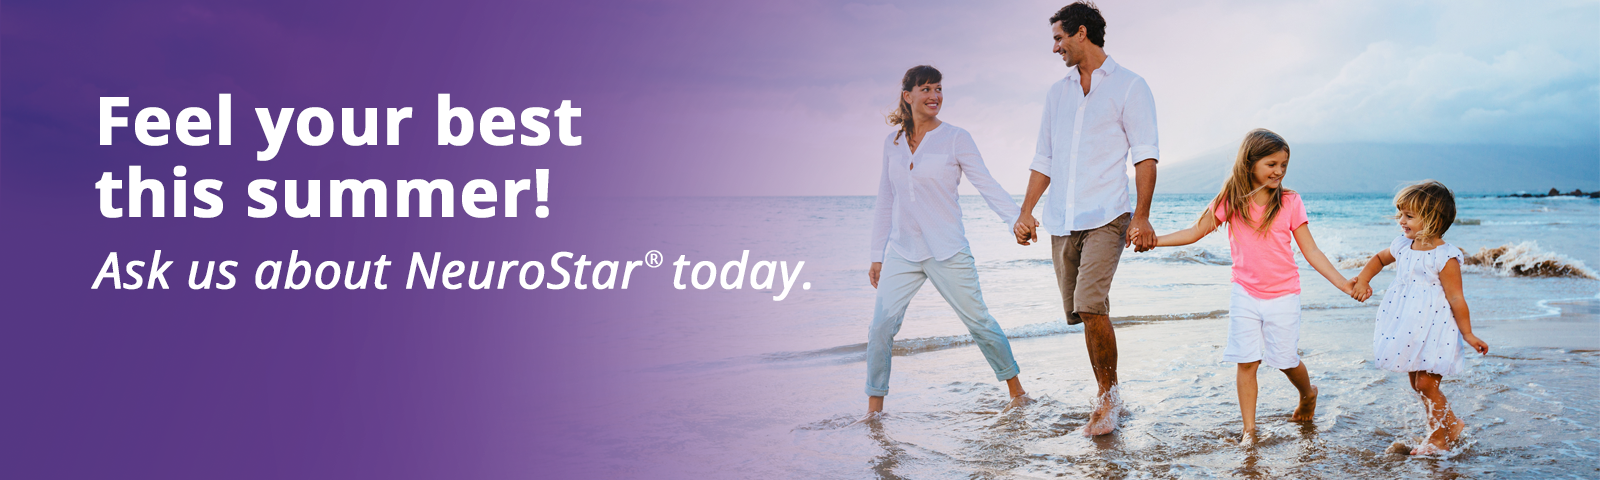 Feel your best
this summer!
Ask us about NeuroStar® today.